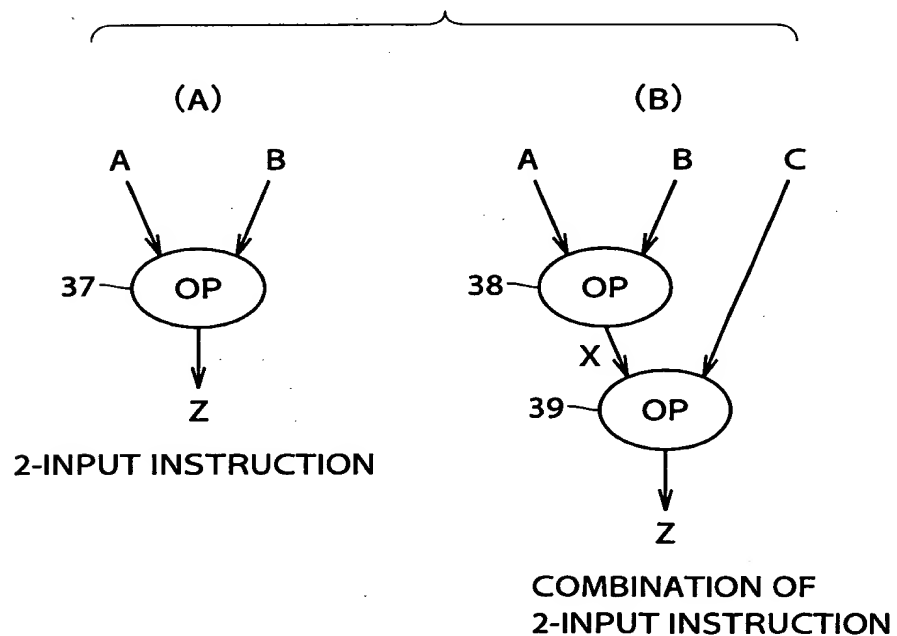 (A)
A B
37 OP
Z
2-INPUT INSTRUCTION
(B)
A B C
38 OP
X
39 OP
Z
COMBINATION OF
2-INPUT INSTRUCTION